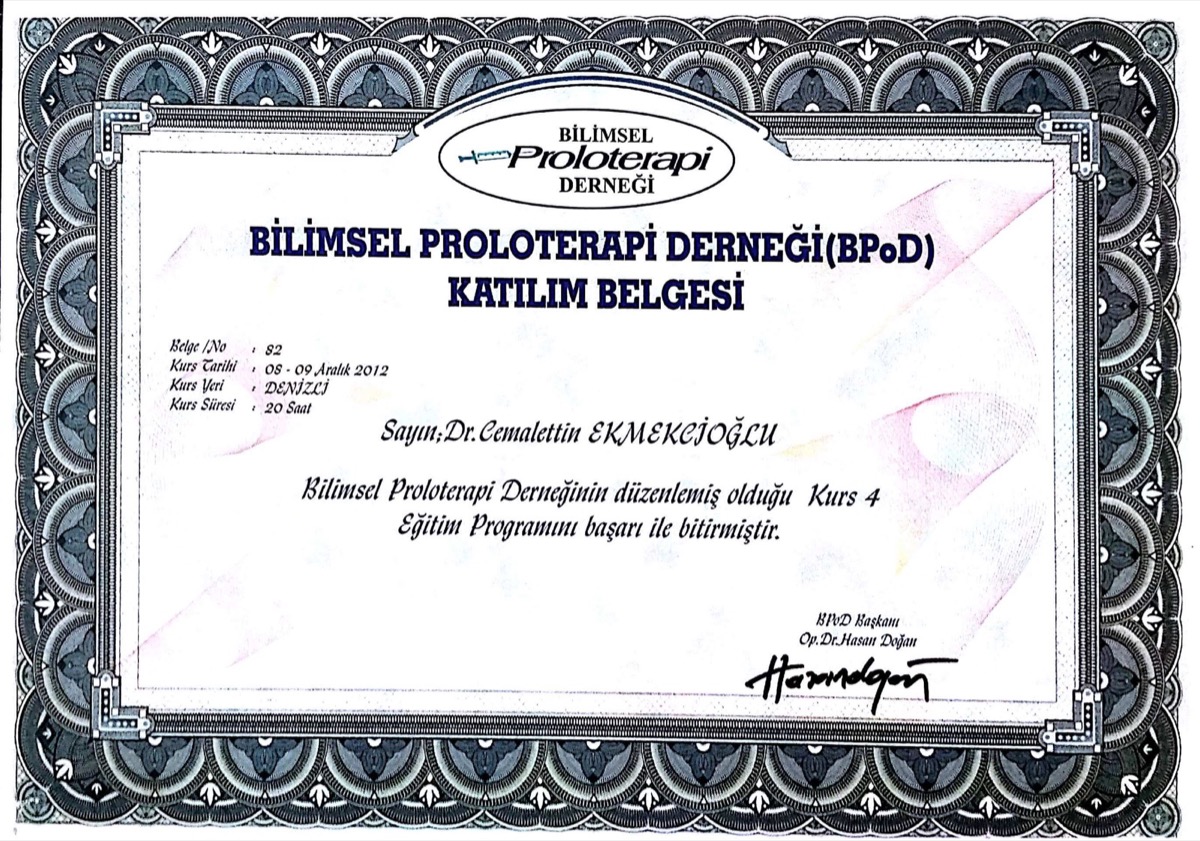 BİLİMSEL
Proloterapi
DERNEĞİ
BİLİMSEL PROLOTERAPİ DERNEĞİ(BPoD)
KATILIM BELGESİ
Belge /No : 82
Kurs Tarihi : 08 - 09 Aralık 2012
Kurs Yeri : DENİZLİ
Kurs Süresi : 20 Saat
Sayın;Dr.Cemalettin EKMEKCİOĞLU
Bilimsel Proloterapi Derneğinin düzenlemiş olduğu Kurs 4
Eğitim Programını başarı ile bitirmiştir.
BPoD Başkanı
Op.Dr.Hasan Doğan
Hasandoğan